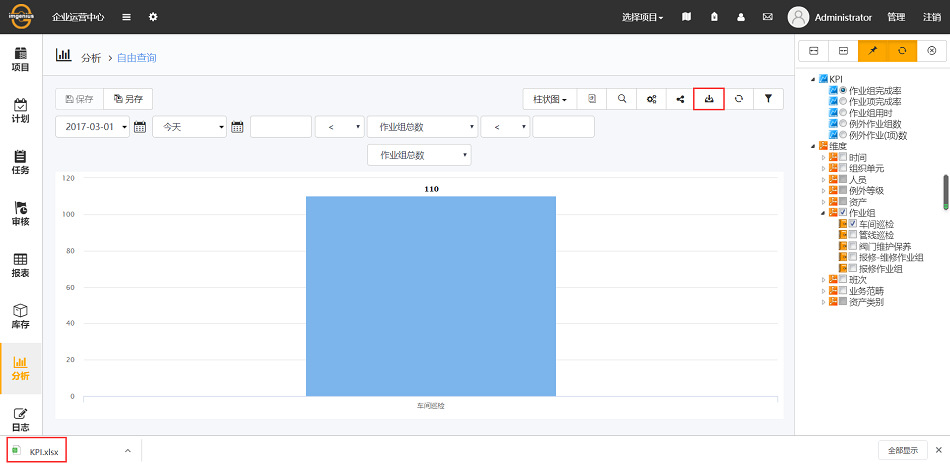 imgenius
企业运营中心
选择项目
Administrator
管理
注销
项目
计划
任务
审核
报表
库存
分析
日志
分析
自由查询
保存
另存
柱状图
2017-03-01
今天
<
作业组总数
<
作业组总数
120
100
80
60
40
20
0
110
车间巡检
KPI
作业组完成率
作业项完成率
作业组用时
例外作业组数
例外作业(项)数
维度
时间
组织单元
人员
例外等级
资产
作业组
车间巡检
管线巡检
阀门维护保养
报修-维修作业组
报修作业组
班次
业务范畴
资产类别
KPI.xlsx
全部显示